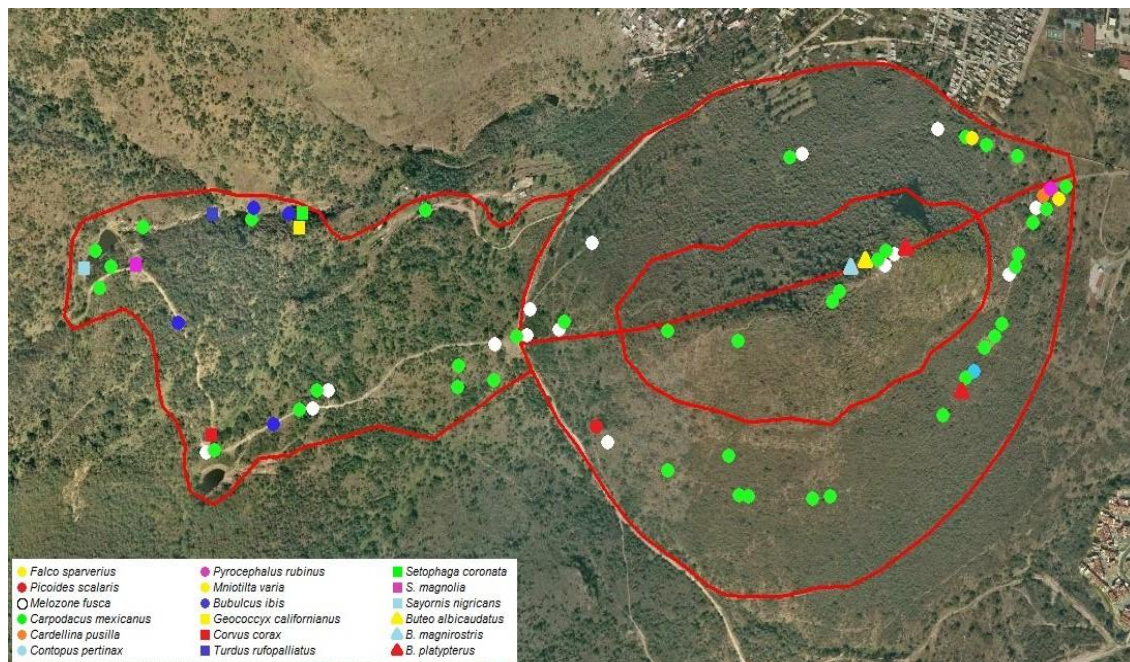 Falco sparverius
Picoides scalaris
Melozone fusca
Carpodacus mexicanus
Cardellina pusilla
Contopus pertinax
Pyrocephalus rubinus
Mniotilta varia
Bubulcus ibis
Geococcyx californianus
Corvus corax
Turdus rufopalliatus
Setophaga coronata
S. magnolia
Sayornis nigricans
Buteo albicaudatus
B. magnirostris
B. platypterus